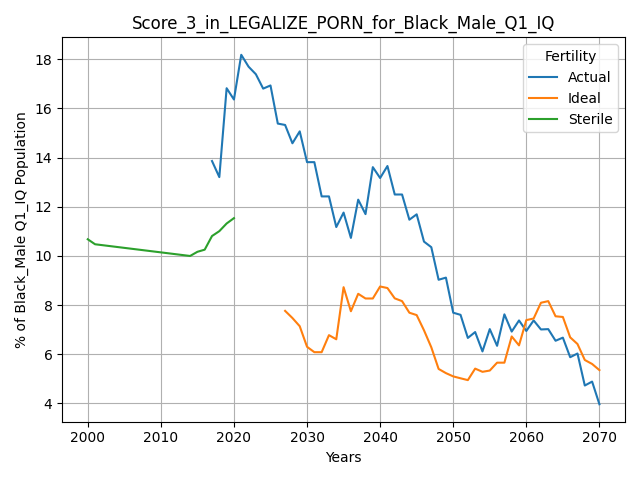 Score_3_in_LEGALIZE_PORN_for_Black_Male_Q1_IQ
Fertility
Actual
Ideal
Sterile
% of Black_Male Q1_IQ Population
18
16
14
12
10
8
6
4
2000
2010
2020
2030
2040
2050
2060
2070
Years